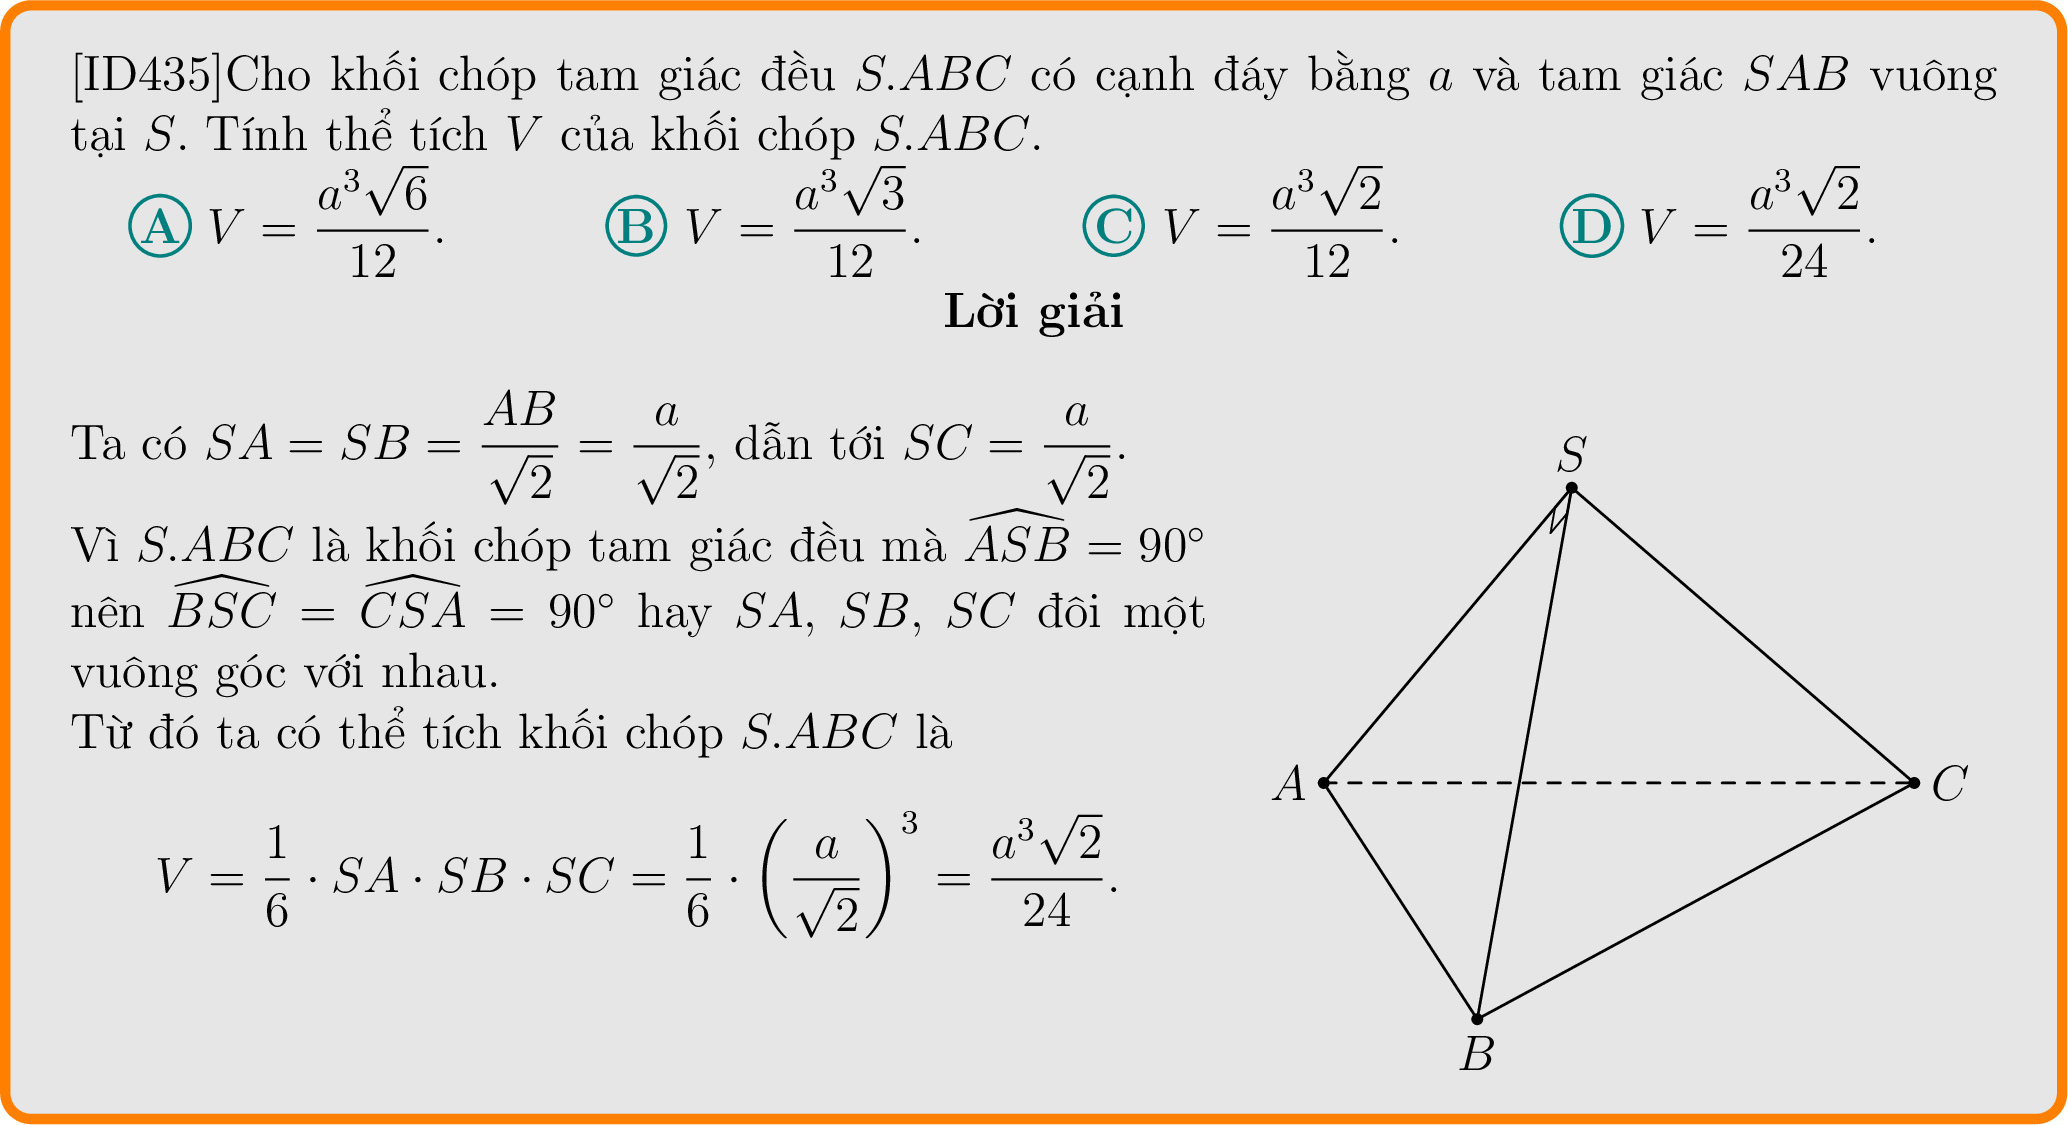 [ID435]Cho khối chóp tam giác đều S.ABC có cạnh đáy bằng a và tam giác SAB vuông
tại S. Tính thể tích V của khối chóp S.ABC.
A V = \frac{a^3\sqrt{6}}{12}. B V = \frac{a^3\sqrt{3}}{12}. C V = \frac{a^3\sqrt{2}}{12}. D V = \frac{a^3\sqrt{2}}{24}.
Lời giải
Ta có SA = SB = \frac{AB}{\sqrt{2}} = \frac{a}{\sqrt{2}}, dẫn tới SC = \frac{a}{\sqrt{2}}.
Vì S.ABC là khối chóp tam giác đều mà \widehat{ASB} = 90°
nên \widehat{BSC} = \widehat{CSA} = 90° hay SA, SB, SC đôi một
vuông góc với nhau.
Từ đó ta có thể tích khối chóp S.ABC là
V = \frac{1}{6} · SA · SB · SC = \frac{1}{6} · \left(\frac{a}{\sqrt{2}}\right)^3 = \frac{a^3\sqrt{2}}{24}.
S
A
C
B